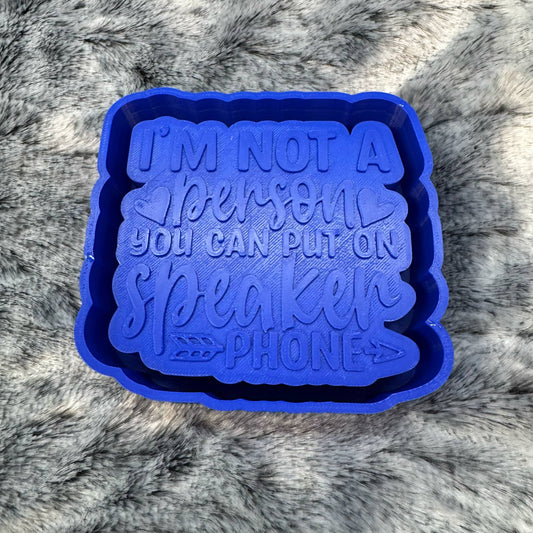 I'M NOT A
person
YOU CAN PUT ON
speaker
PHONE